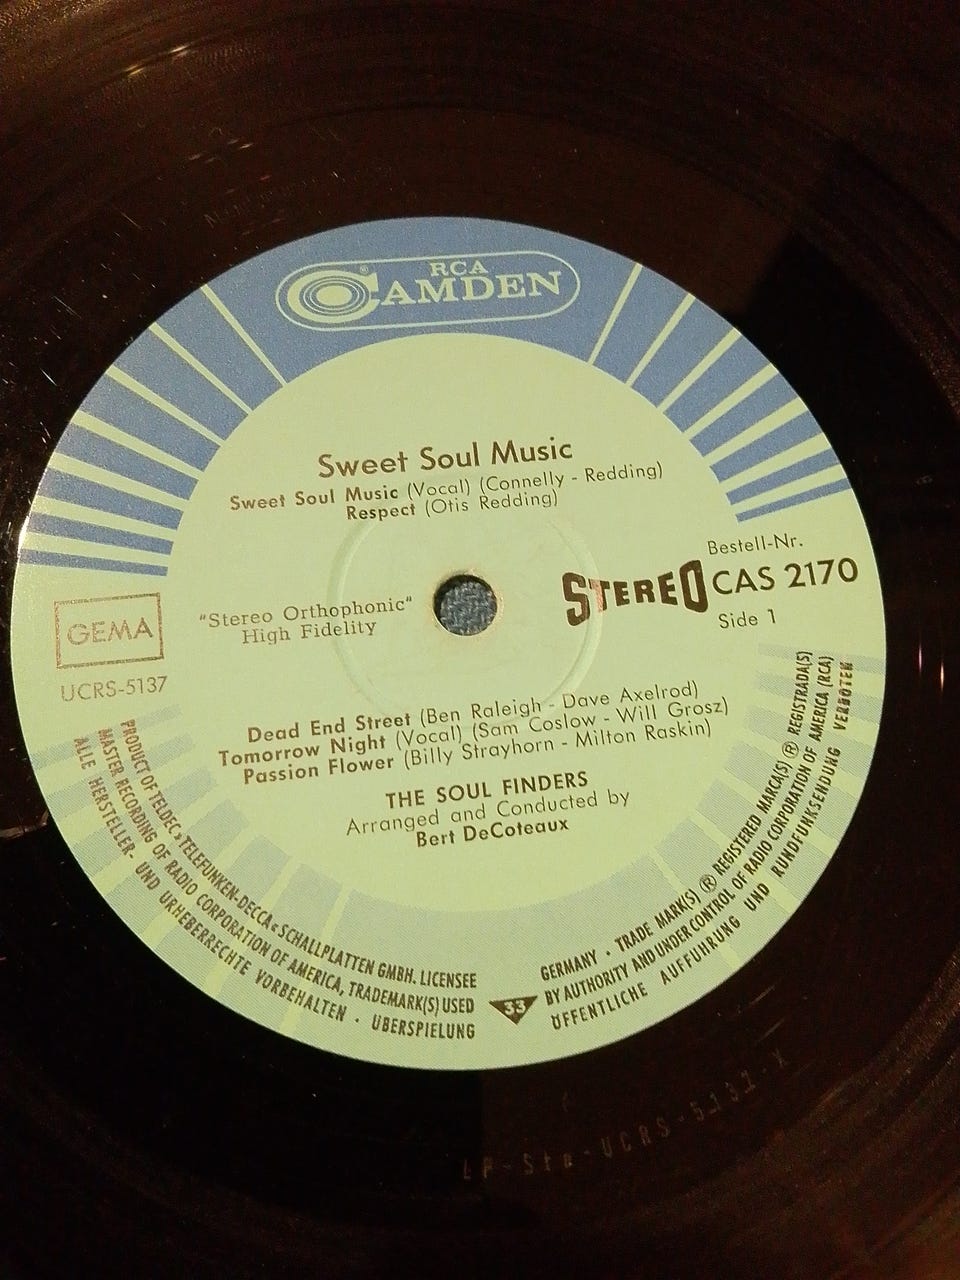 RCA
CAMDEN ®
Sweet Soul Music
Sweet Soul Music (Vocal) (Connelly - Redding)
Respect (Otis Redding)
Bestell-Nr.
STEREO CAS 2170
Side 1
"Stereo Orthophonic"
High Fidelity
GEMA
UCRS-5137
Dead End Street (Ben Raleigh - Dave Axelrod)
Tomorrow Night (Vocal) (Sam Coslow - Will Grosz)
Passion Flower (Billy Strayhorn - Milton Raskin)
THE SOUL FINDERS
Arranged and Conducted by
Bert DeCoteaux
PRODUCT OF TELDEC »TELEFUNKEN-DECCA« SCHALLPLATTEN GMBH. LICENSEE
MASTER RECORDING OF RADIO CORPORATION OF AMERICA, TRADEMARK(S) USED
ALLE HERSTELLER- UND URHEBERRECHTE VORBEHALTEN · ÜBERSPIELUNG
33
GERMANY · TRADE MARK(S) ® REGISTERED MARCA(S) ® REGISTRADA(S)
BY AUTHORITY AND UNDER CONTROL OF RADIO CORPORATION OF AMERICA (RCA)
ÖFFENTLICHE AUFFÜHRUNG UND RUNDFUNKSENDUNG VERBOTEN